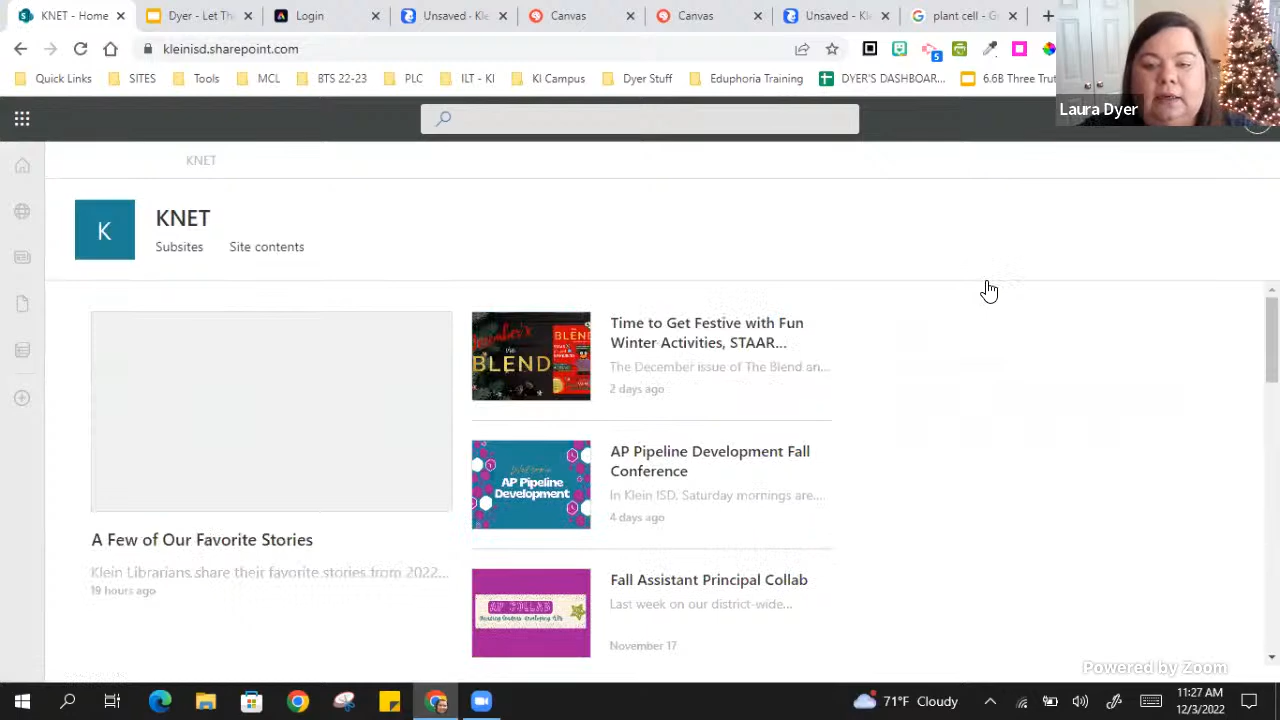 KNET - Home
Dyer - Let Th
Login
Unsaved - Kle
Canvas
Canvas
Unsaved - Kle
plant cell - G
kleinisd.sharepoint.com
5
Quick Links
SITES
Tools
MCL
BTS 22-23
PLC
ILT - KI
KI Campus
Dyer Stuff
Eduphoria Training
DYER'S DASHBOAR...
6.6B Three Trut
Laura Dyer
KNET
K
KNET
Subsites
Site contents
BLEND
BLEND
Time to Get Festive with Fun
Winter Activities, STAAR...
The December issue of The Blend an...
2 days ago
AP Pipeline
Development
AP Pipeline Development Fall
Conference
In Klein ISD, Saturday mornings are....
4 days ago
A Few of Our Favorite Stories
Klein Librarians share their favorite stories from 2022...
19 hours ago
AP COLLAB
Fall Assistant Principal Collab
Last week on our district-wide...
November 17
Powered by Zoom
71°F Cloudy
11:27 AM
12/3/2022